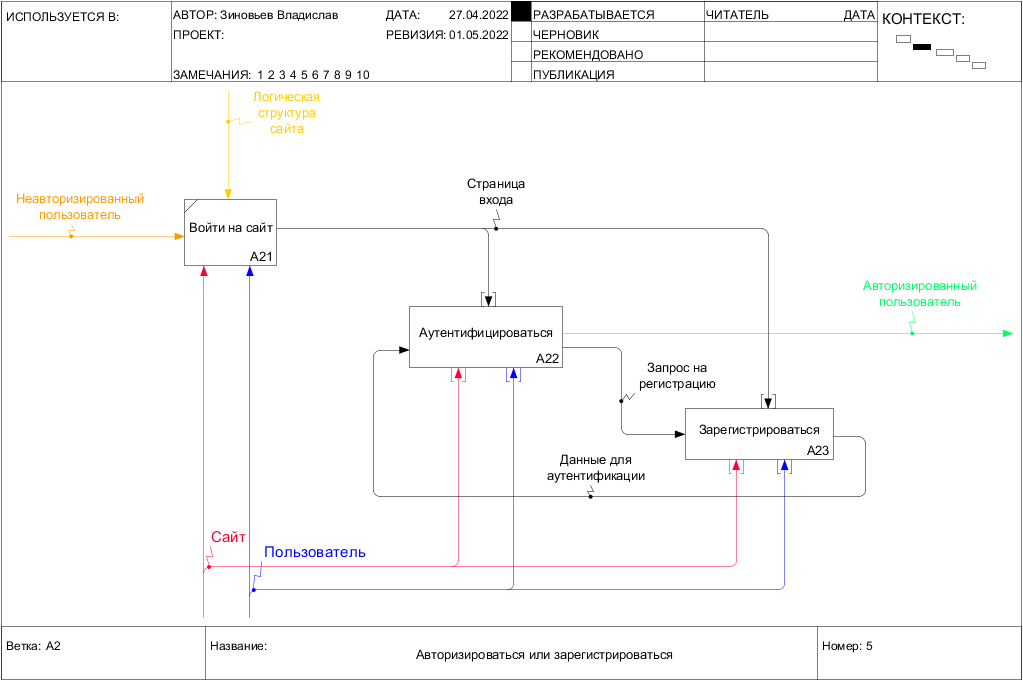 ИСПОЛЬЗУЕТСЯ В:
АВТОР: Зиновьев Владислав
ДАТА: 27.04.2022
ПРОЕКТ:
РЕВИЗИЯ: 01.05.2022
ЗАМЕЧАНИЯ: 1 2 3 4 5 6 7 8 9 10
РАЗРАБАТЫВАЕТСЯ
ЧЕРНОВИК
РЕКОМЕНДОВАНО
ПУБЛИКАЦИЯ
ЧИТАТЕЛЬ
ДАТА
КОНТЕКСТ:
Логическая
структура
сайта
Неавторизированный
пользователь
Войти на сайт
A21
Страница
входа
Авторизированный
пользователь
Аутентифицироваться
A22
Запрос на
регистрацию
Зарегистрироваться
A23
Данные для
аутентификации
Сайт
Пользователь
Ветка: A2
Название:
Авторизироваться или зарегистрироваться
Номер: 5